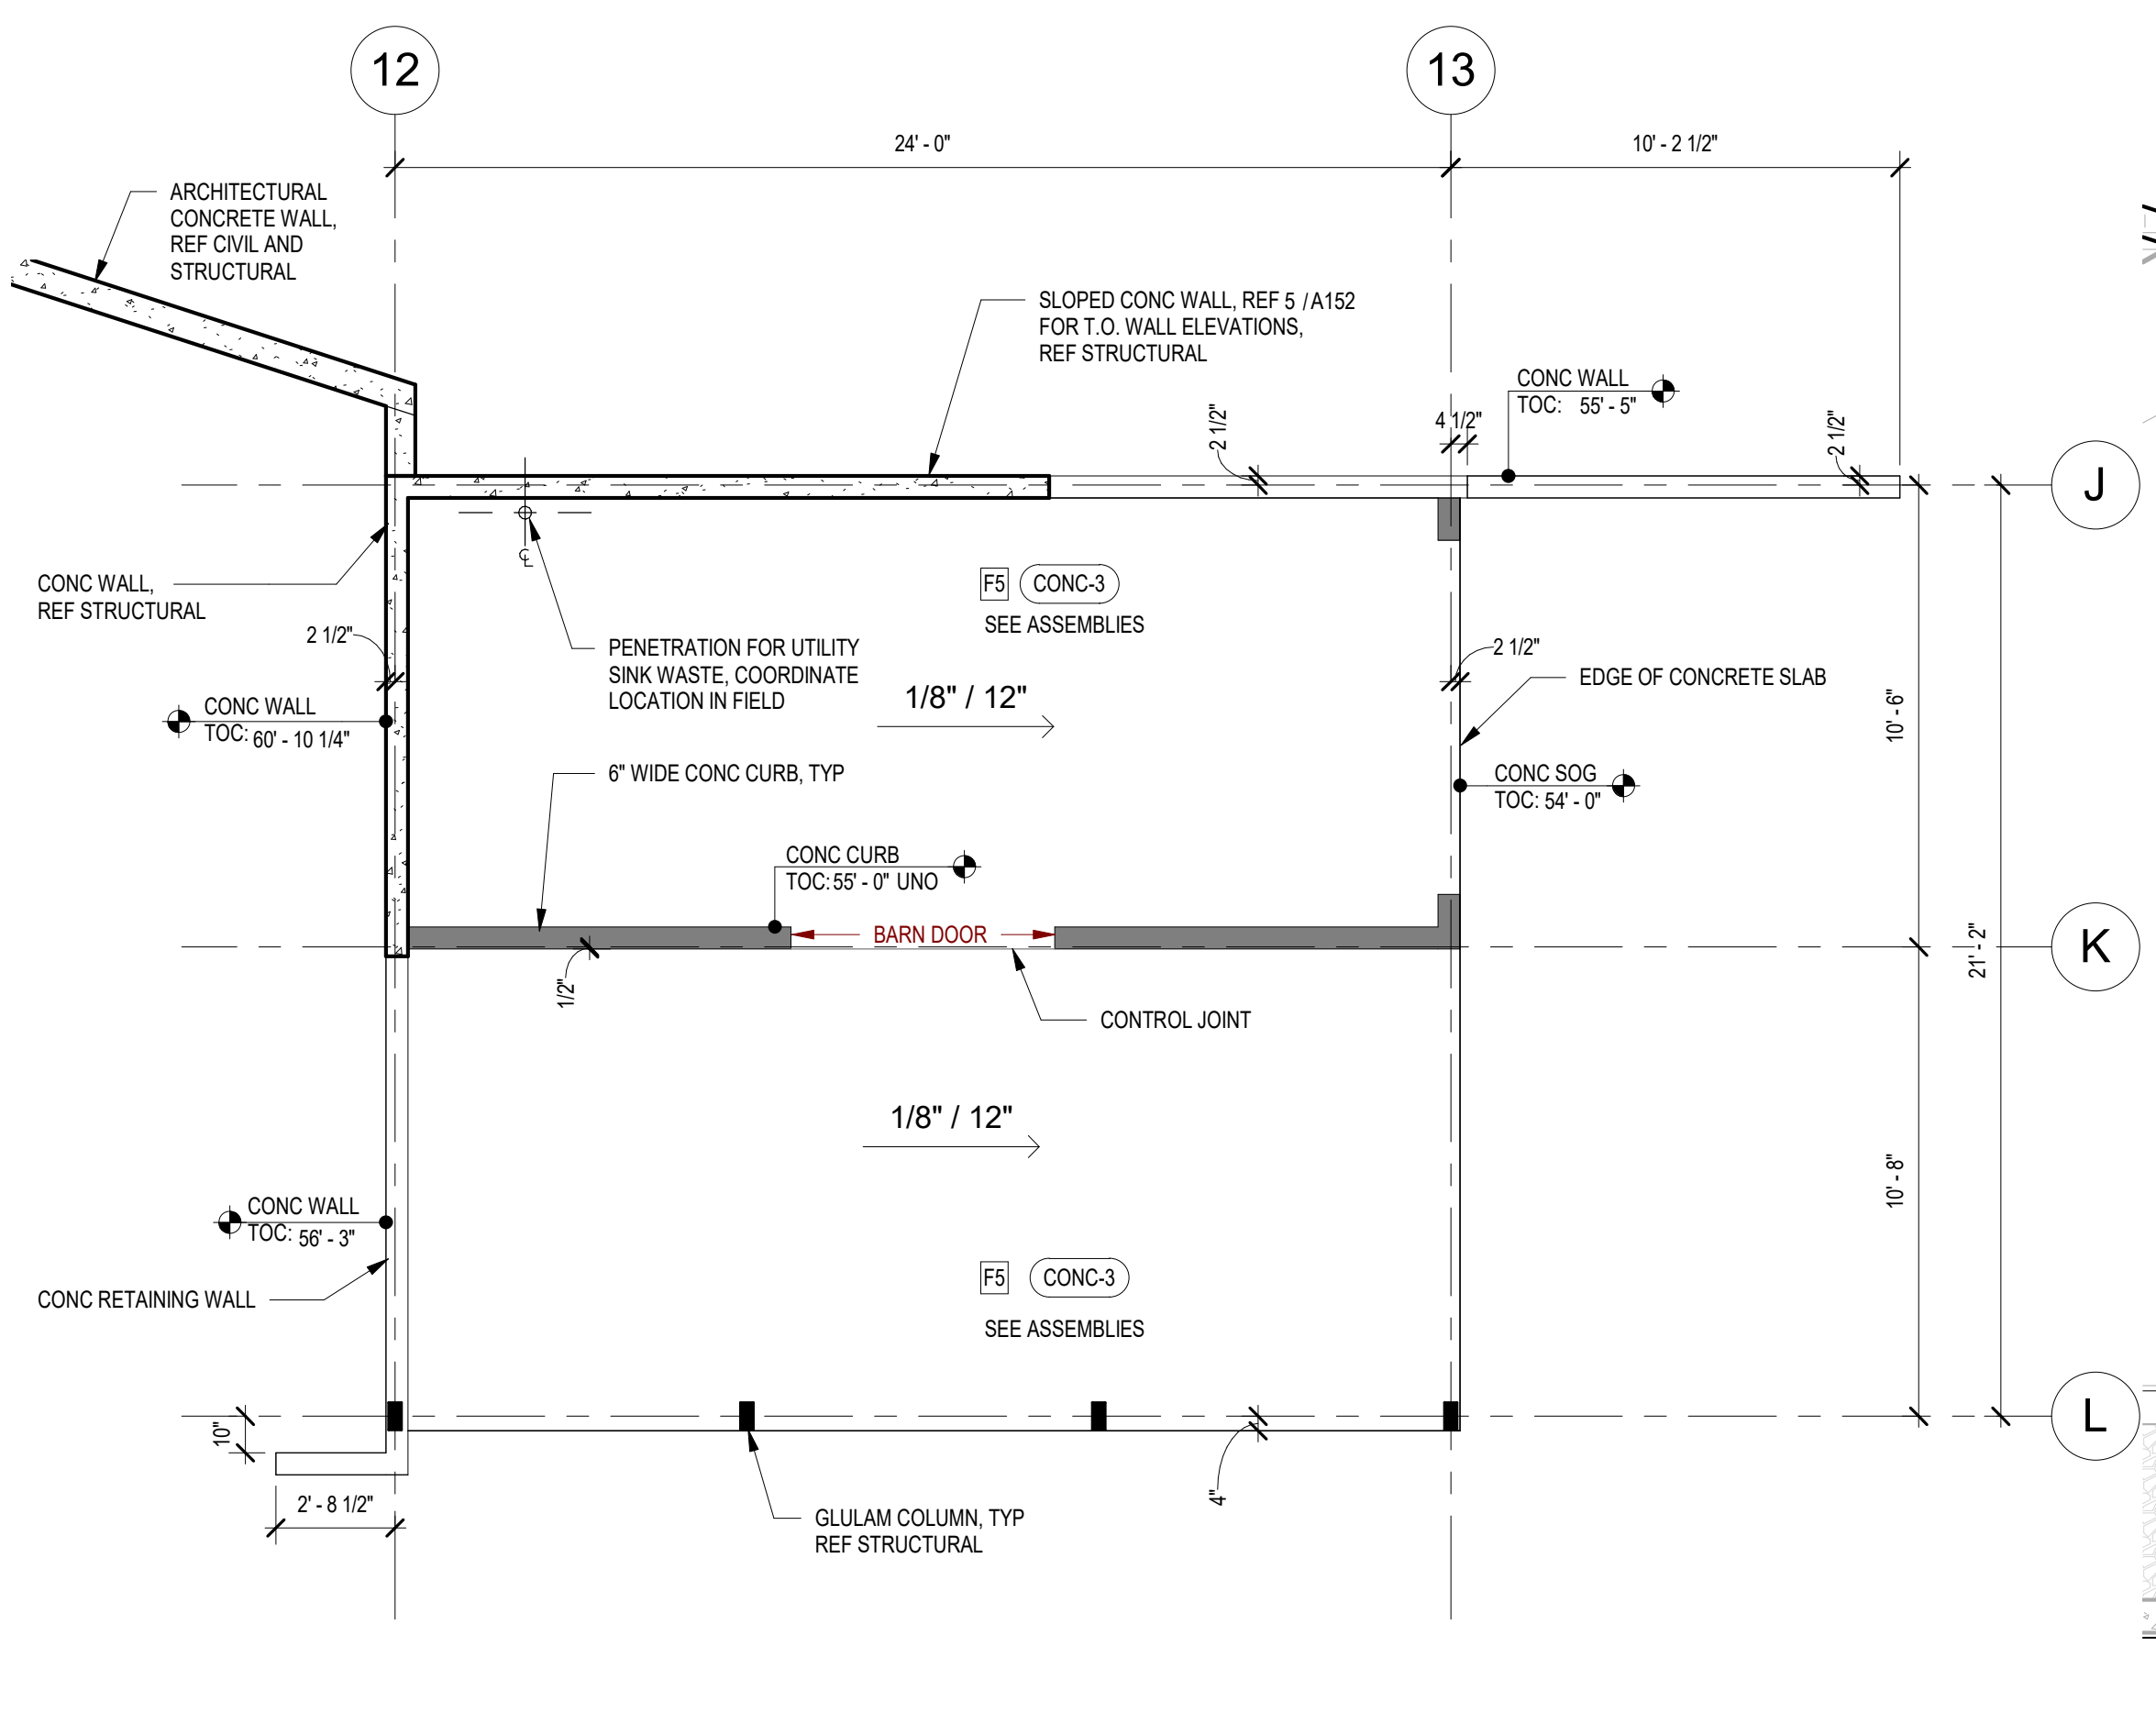 12
13
24' - 0"
10' - 2 1/2"
ARCHITECTURAL
CONCRETE WALL,
REF CIVIL AND
STRUCTURAL
SLOPED CONC WALL, REF 5 / A152
FOR T.O. WALL ELEVATIONS,
REF STRUCTURAL
CONC WALL
TOC: 55' - 5"
2 1/2"
4 1/2"
2 1/2"
J
CONC WALL,
REF STRUCTURAL
℄
F5 CONC-3
SEE ASSEMBLIES
2 1/2"
PENETRATION FOR UTILITY
SINK WASTE, COORDINATE
LOCATION IN FIELD
2 1/2"
EDGE OF CONCRETE SLAB
1/8" / 12"
CONC WALL
TOC: 60' - 10 1/4"
10' - 6"
6" WIDE CONC CURB, TYP
CONC SOG
TOC: 54' - 0"
CONC CURB
TOC: 55' - 0" UNO
BARN DOOR
K
21' - 2"
1/2"
CONTROL JOINT
1/8" / 12"
10' - 8"
CONC WALL
TOC: 56' - 3"
CONC RETAINING WALL
F5 CONC-3
SEE ASSEMBLIES
L
10"
4"
2' - 8 1/2"
GLULAM COLUMN, TYP
REF STRUCTURAL